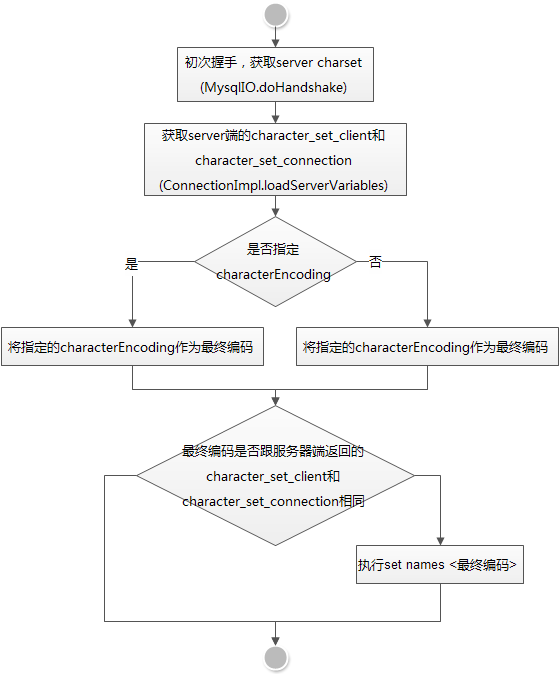 初次握手，获取server charset
(MysqlIO.doHandshake)
获取server端的character_set_client和
character_set_connection
(ConnectionImpl.loadServerVariables)
是否指定
characterEncoding
是
否
将指定的characterEncoding作为最终编码
将指定的characterEncoding作为最终编码
最终编码是否跟服务器端返回的
character_set_client和
character_set_connection相同
执行set names <最终编码>